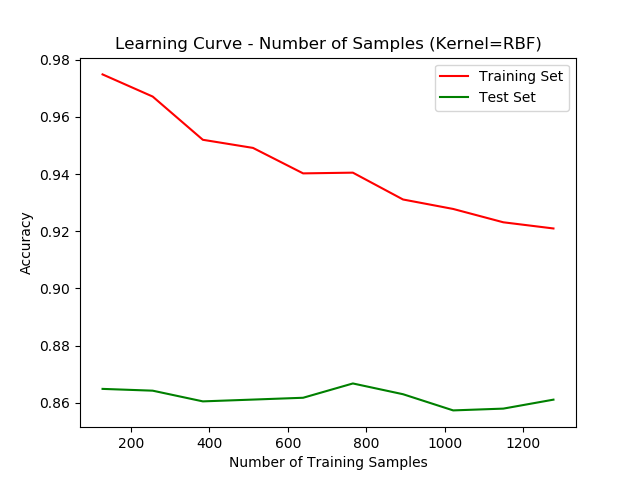 Learning Curve - Number of Samples (Kernel=RBF)
Training Set
Test Set
0.98
0.96
0.94
0.92
0.90
0.88
0.86
Accuracy
200 400 600 800 1000 1200
Number of Training Samples